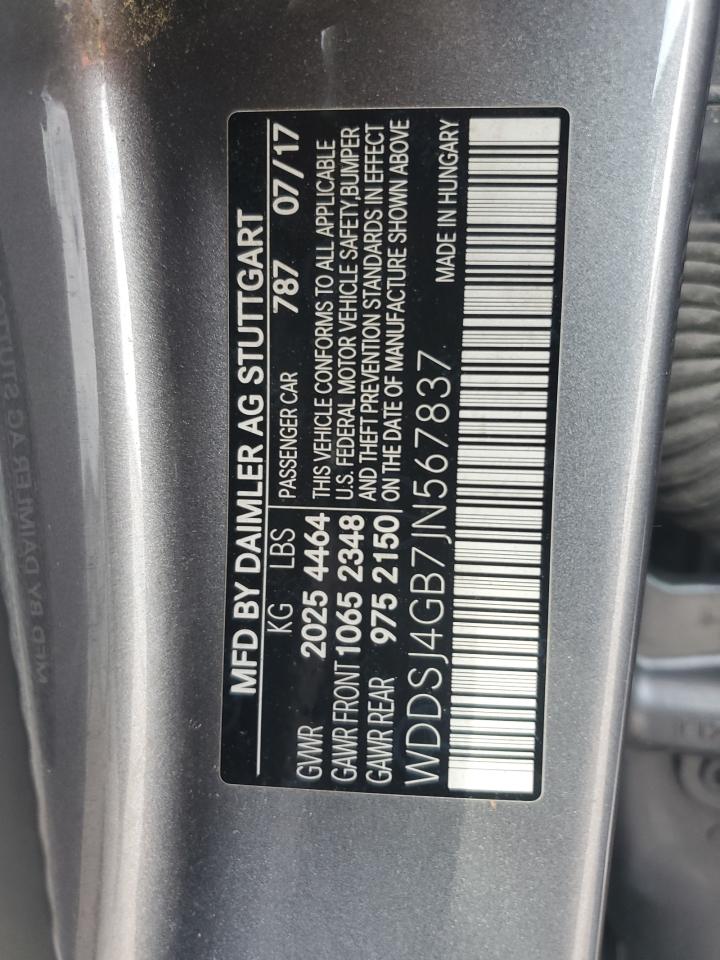 MFD BY DAIMLER AG STUTTGART
KG LBS PASSENGER CAR 787 07/17
GVWR 2025 4464 THIS VEHICLE CONFORMS TO ALL APPLICABLE
GAWR FRONT 1065 2348 U.S. FEDERAL MOTOR VEHICLE SAFETY,BUMPER
GAWR REAR 975 2150 AND THEFT PREVENTION STANDARDS IN EFFECT
ON THE DATE OF MANUFACTURE SHOWN ABOVE
WDDSJ4GB7JN567837 MADE IN HUNGARY